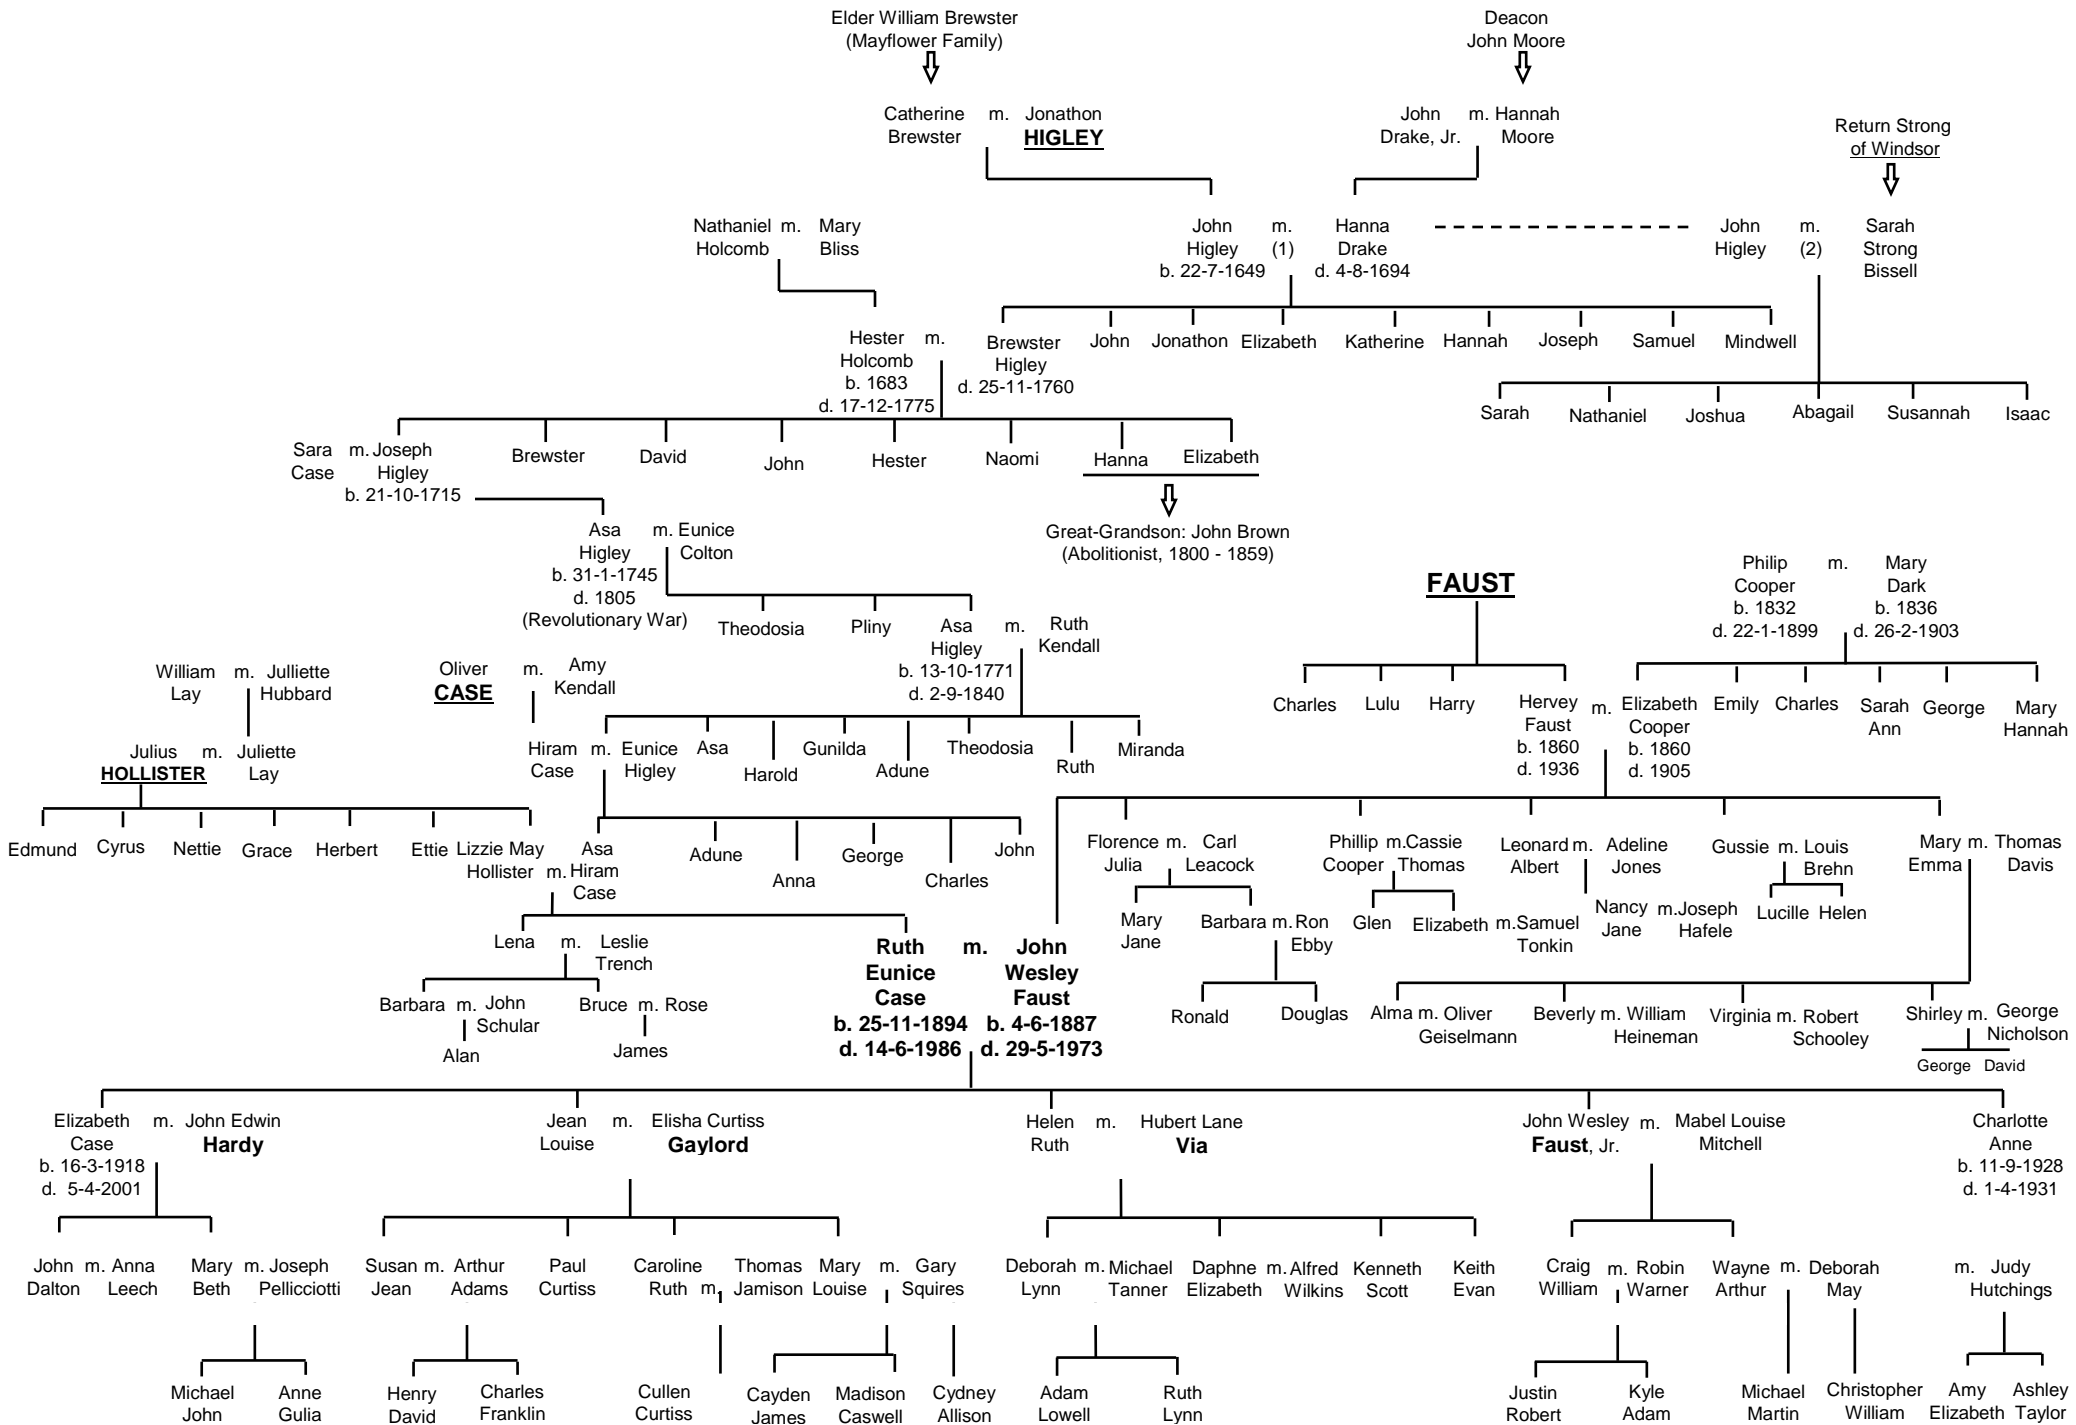 Elder William Brewster
(Mayflower Family)
Deacon
John Moore
Catherine
Brewster
m.
Jonathon
HIGLEY
John
Drake, Jr.
m. Hannah
Moore
Return Strong
of Windsor
Nathaniel
Holcomb
m.
Mary
Bliss
John
Higley
b. 22-7-1649
m.
(1)
Hanna
Drake
d. 4-8-1694
John
Higley
m.
(2)
Sarah
Strong
Bissell
Hester
Holcomb
b. 1683
d. 17-12-1775
m.
Brewster
Higley
d. 25-11-1760
John
Jonathon
Elizabeth
Katherine
Hannah
Joseph
Samuel
Mindwell
Sarah
Nathaniel
Joshua
Abagail
Susannah
Isaac
Sara
Case
m. Joseph
Higley
b. 21-10-1715
Brewster
David
John
Hester
Naomi
Hanna
Elizabeth
Great-Grandson: John Brown
(Abolitionist, 1800 - 1859)
Asa
Higley
b. 31-1-1745
d. 1805
(Revolutionary War)
m. Eunice
Colton
Theodosia
Pliny
Asa
Higley
b. 13-10-1771
d. 2-9-1840
m.
Ruth
Kendall
FAUST
Philip
Cooper
b. 1832
d. 22-1-1899
m.
Mary
Dark
b. 1836
d. 26-2-1903
William
Lay
m.
Julliette
Hubbard
Oliver
CASE
m.
Amy
Kendall
Charles
Lulu
Harry
Hervey
Faust
b. 1860
d. 1936
m.
Elizabeth
Cooper
b. 1860
d. 1905
Emily
Charles
Sarah
Ann
George
Mary
Hannah
Julius
HOLLISTER
m.
Juliette
Lay
Hiram
Case
m.
Eunice
Higley
Asa
Harold
Gunilda
Adune
Theodosia
Ruth
Miranda
Edmund
Cyrus
Nettie
Grace
Herbert
Ettie
Lizzie May
Hollister
m.
Asa
Hiram
Case
Adune
Anna
George
Charles
John
Florence
Julia
m.
Carl
Leacock
Phillip
Cooper
m. Cassie
Thomas
Leonard
Albert
m.
Adeline
Jones
Gussie
m.
Louis
Brehn
Mary
Emma
m.
Thomas
Davis
Mary
Jane
Barbara
m. Ron
Ebby
Glen
Elizabeth
m. Samuel
Tonkin
Nancy
Jane
m. Joseph
Hafele
Lucille
Helen
Lena
m.
Leslie
Trench
Ruth
Eunice
Case
b. 25-11-1894
d. 14-6-1986
m.
John
Wesley
Faust
b. 4-6-1887
d. 29-5-1973
Barbara
m.
John
Schular
Bruce
m.
Rose
Alan
James
Ronald
Douglas
Alma
m.
Oliver
Geiselmann
Beverly
m.
William
Heineman
Virginia
m.
Robert
Schooley
Shirley
m.
George
Nicholson
George
David
Elizabeth
Case
b. 16-3-1918
d. 5-4-2001
m.
John Edwin
Hardy
Jean
Louise
m.
Elisha Curtiss
Gaylord
Helen
Ruth
m.
Hubert Lane
Via
John Wesley
Faust, Jr.
m.
Mabel Louise
Mitchell
Charlotte
Anne
b. 11-9-1928
d. 1-4-1931
John
Dalton
m.
Anna
Leech
Mary
Beth
m.
Joseph
Pellicciotti
Susan
Jean
m.
Arthur
Adams
Paul
Curtiss
Caroline
Ruth
m.
Thomas
Jamison
Mary
Louise
m.
Gary
Squires
Deborah
Lynn
m.
Michael
Tanner
Daphne
Elizabeth
m.
Alfred
Wilkins
Kenneth
Scott
Keith
Evan
Craig
William
m.
Robin
Warner
Wayne
Arthur
m.
Deborah
May
m.
Judy
Hutchings
Michael
John
Anne
Gulia
Henry
David
Charles
Franklin
Cullen
Curtiss
Cayden
James
Madison
Caswell
Cydney
Allison
Adam
Lowell
Ruth
Lynn
Justin
Robert
Kyle
Adam
Michael
Martin
Christopher
William
Amy
Elizabeth
Ashley
Taylor